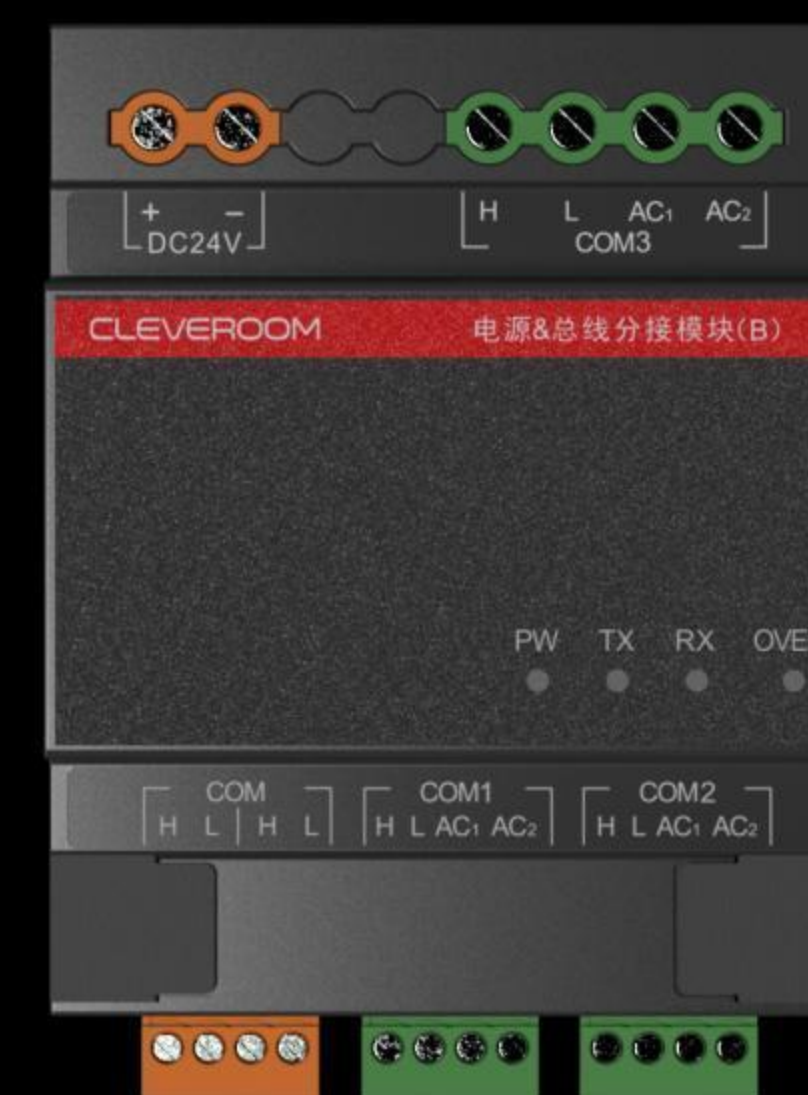 + −
DC24V
H L AC₁ AC₂
COM3
CLEVEROOM 电源&总线分接模块(B)
PW TX RX OVE
COM COM1 COM2
H L H L H L AC₁ AC₂ H L AC₁ AC₂